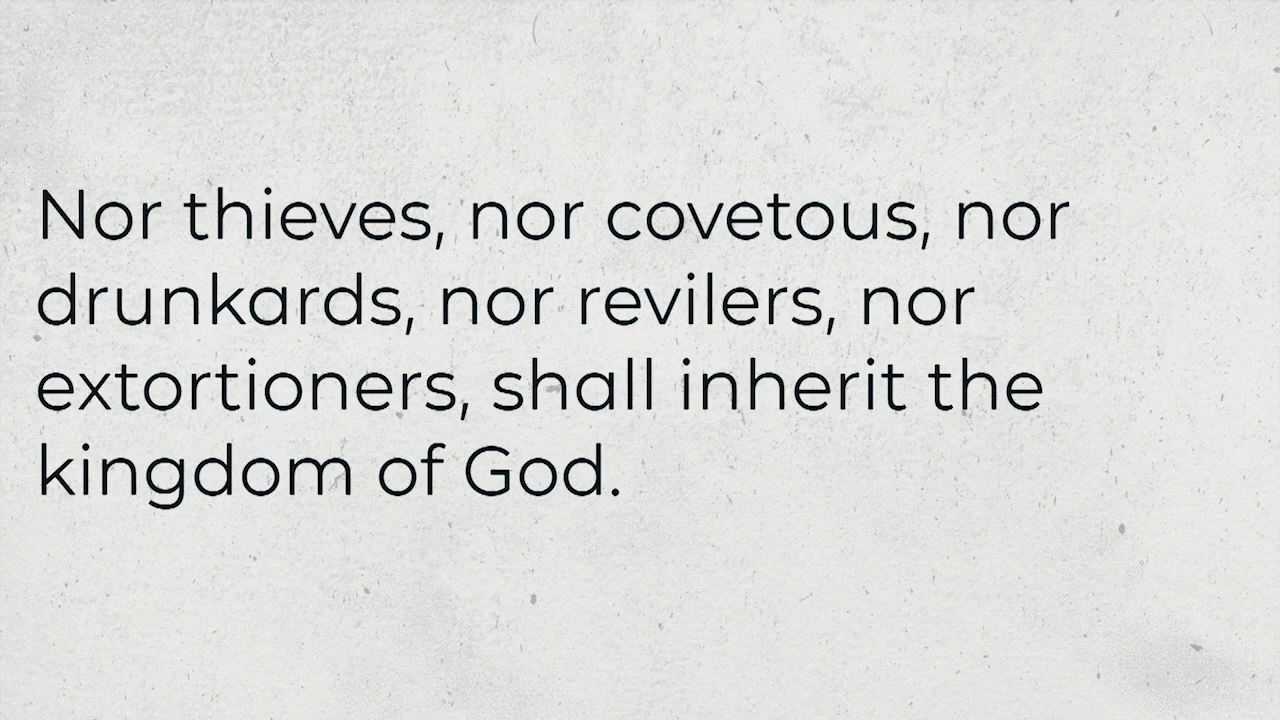 Nor thieves, nor covetous, nor
drunkards, nor revilers, nor
extortioners, shall inherit the
kingdom of God.